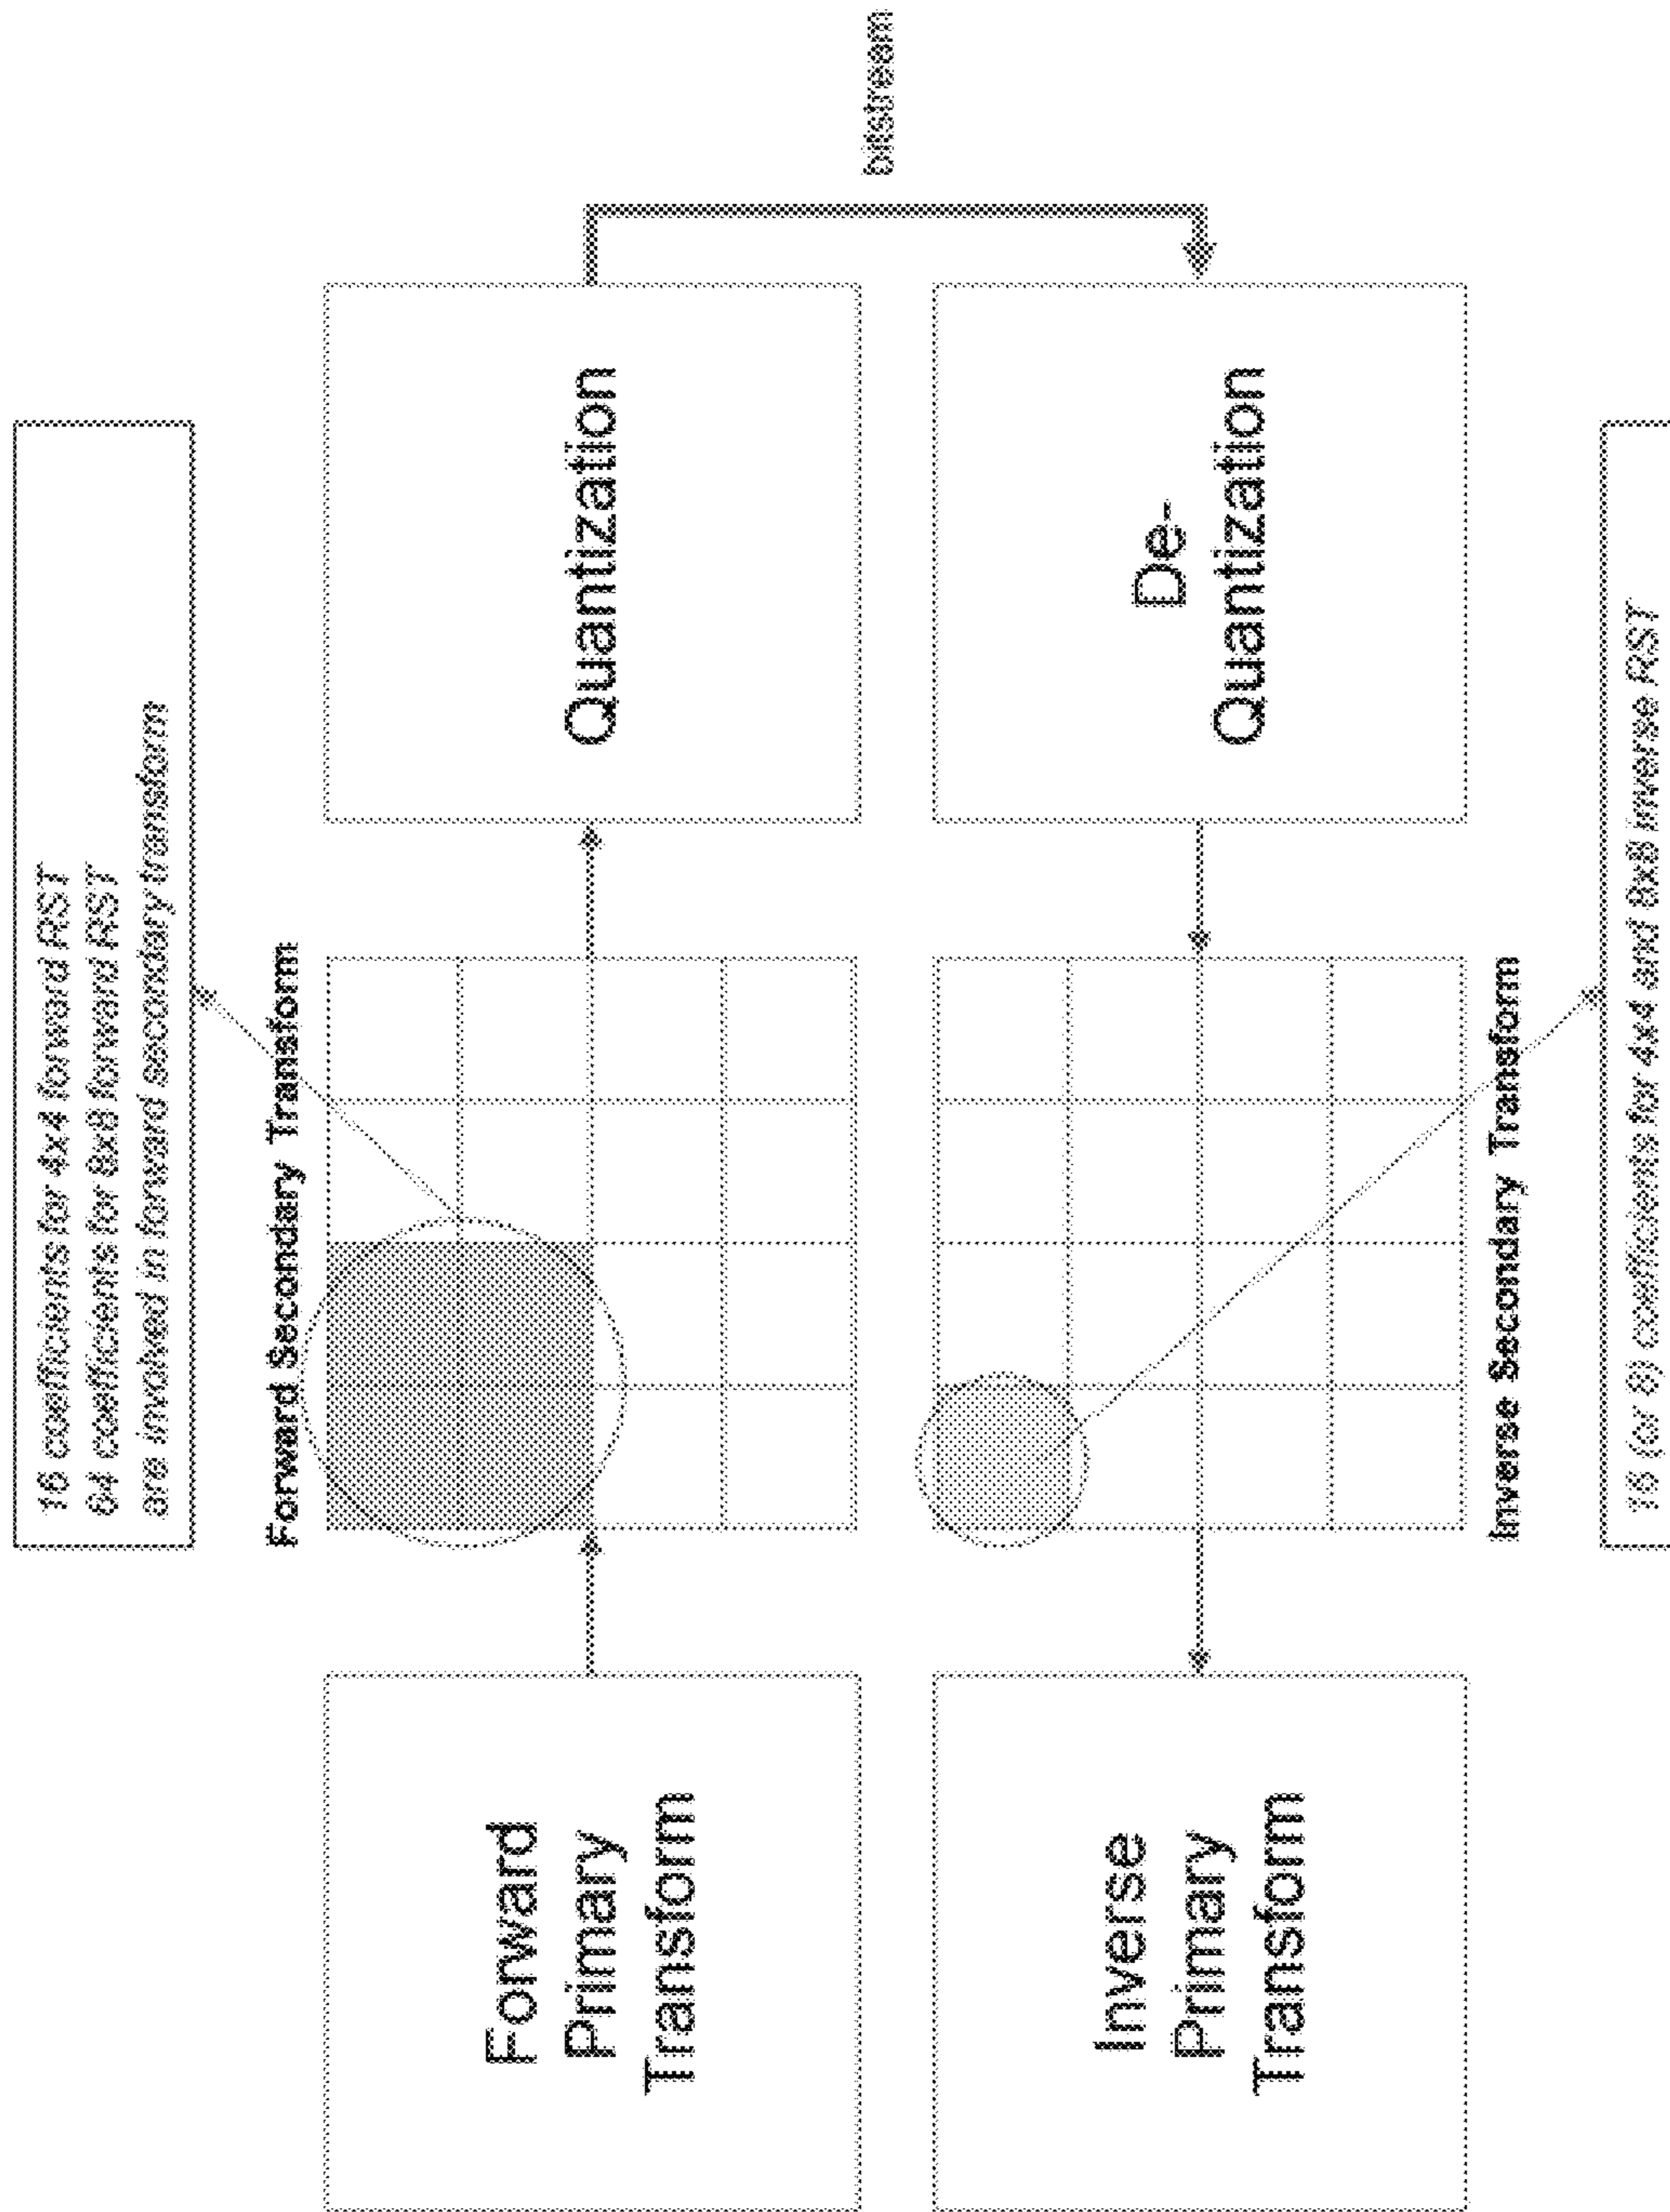 16 coefficients for 4x4 forward RST
64 coefficients for 8x8 forward RST
are involved in forward secondary transform
Forward Secondary Transform
Forward
Primary
Transform
Quantization
bitstream
Inverse
Primary
Transform
De-
Quantization
Inverse Secondary Transform
16 (or 8) coefficients for 4x4 and 8x8 inverse RST